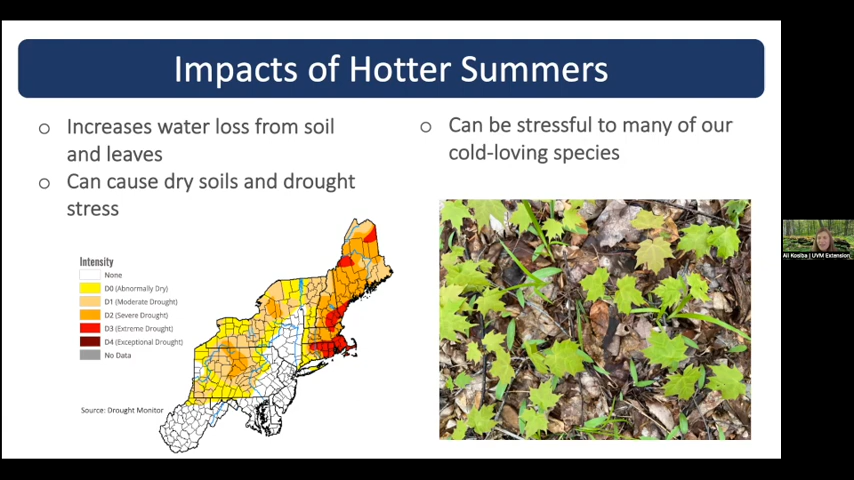 Impacts of Hotter Summers
o Increases water loss from soil
and leaves
o Can cause dry soils and drought
stress
o Can be stressful to many of our
cold-loving species
Intensity
None
D0 (Abnormally Dry)
D1 (Moderate Drought)
D2 (Severe Drought)
D3 (Extreme Drought)
D4 (Exceptional Drought)
No Data
Source: Drought Monitor
Ali Kosiba | UVM Extension